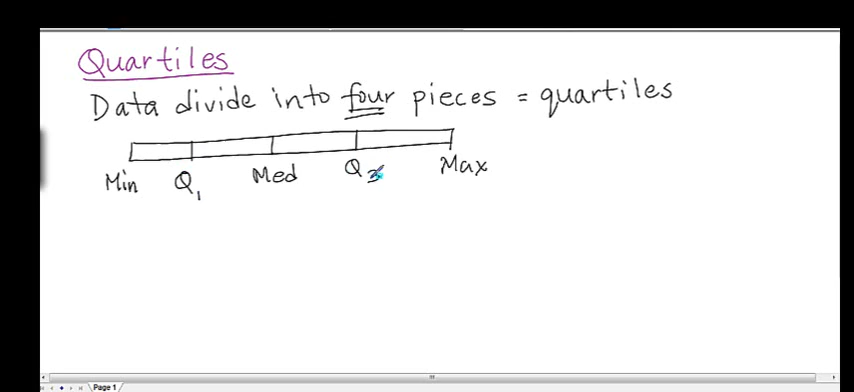 Quartiles
Data divide into four pieces = quartiles
Min Q1 Med Q3 Max
Page 1